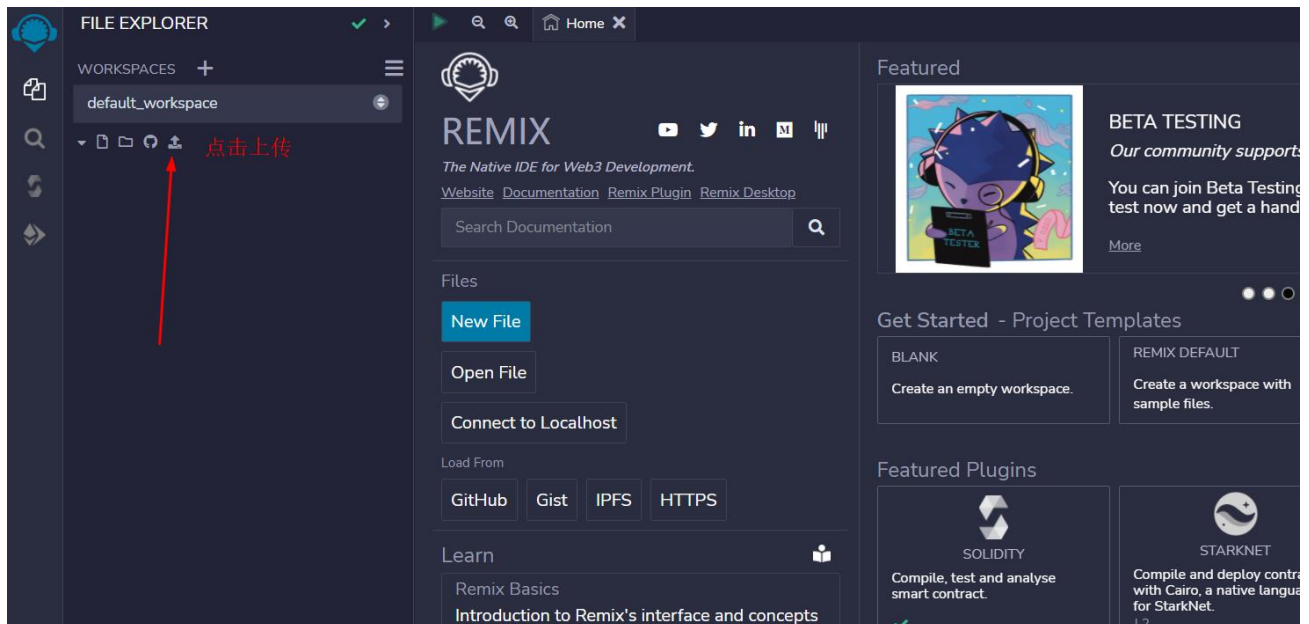 FILE EXPLORER
WORKSPACES
default_workspace
点击上传
Home
REMIX
in
M
The Native IDE for Web3 Development.
Website Documentation Remix Plugin Remix Desktop
Search Documentation
Files
New File
Open File
Connect to Localhost
Load From
GitHub Gist IPFS HTTPS
Learn
Remix Basics
Introduction to Remix's interface and concepts
Featured
BETA TESTER
BETA TESTING
Our community supports
You can join Beta Testing
test now and get a hand
More
Get Started - Project Templates
BLANK
Create an empty workspace.
REMIX DEFAULT
Create a workspace with
sample files.
Featured Plugins
SOLIDITY
Compile, test and analyse
smart contract.
STARKNET
Compile and deploy contra
with Cairo, a native langua
for StarkNet.